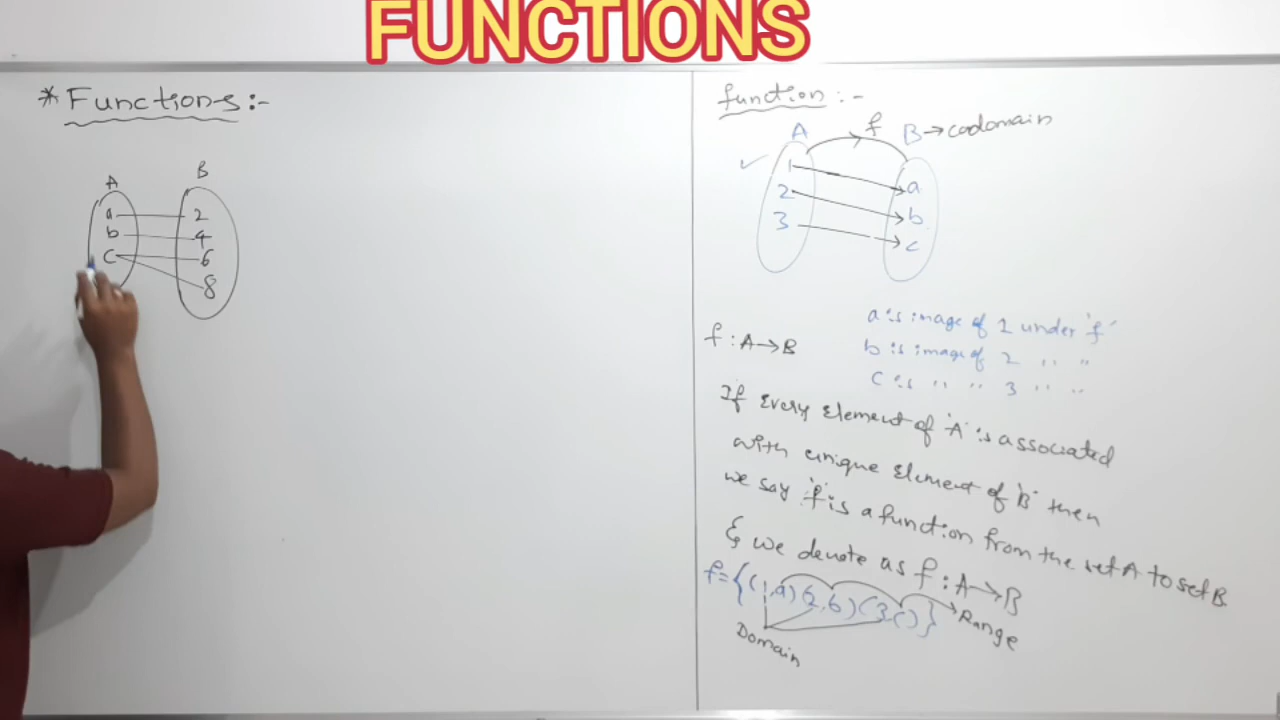 FUNCTIONS
* Functions :-
A B
a 2
b 4
c 6
8
function :-
A f B → codomain
1 a
2 b
3 c
a is image of 1 under 'f'
b is image of 2 " "
c is " " 3 " "
f : A → B
If every element of 'A' is associated
with unique element of 'B' then
we say 'f' is a function from the set A to set B
& we denote as f : A → B
f = {(1,a) (2,b) (3,c)}
Range
Domain